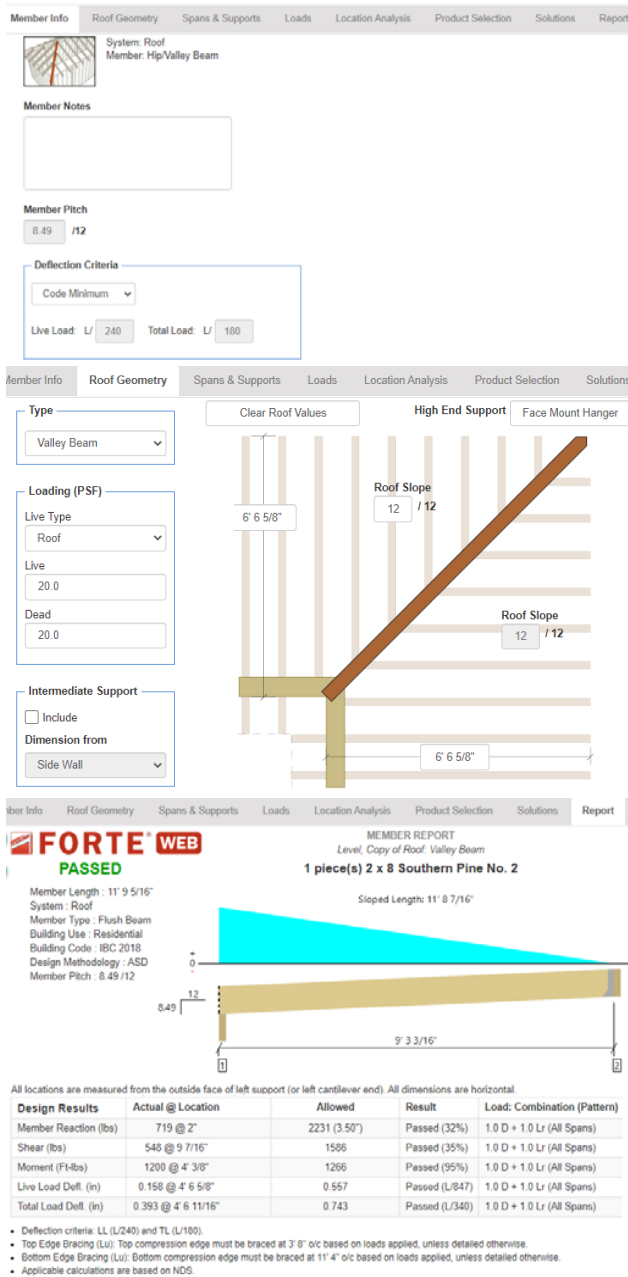 Member Info Roof Geometry Spans & Supports Loads Location Analysis Product Selection Solutions Report
System: Roof
Member: Hip/Valley Beam
Member Notes
Member Pitch
8.49 /12
Deflection Criteria
Code Minimum
Live Load: L/ 240 Total Load: L/ 180
Member Info Roof Geometry Spans & Supports Loads Location Analysis Product Selection Solutions
Type
Valley Beam
Clear Roof Values
High End Support Face Mount Hanger
Loading (PSF)
Live Type
Roof
Live
20.0
Dead
20.0
6' 6 5/8"
Roof Slope
12 / 12
Roof Slope
12 / 12
Intermediate Support
Include
Dimension from
Side Wall
6' 6 5/8"
ber Info Roof Geometry Spans & Supports Loads Location Analysis Product Selection Solutions Report
FORTE WEB
PASSED
MEMBER REPORT
Level, Copy of Roof: Valley Beam
1 piece(s) 2 x 8 Southern Pine No. 2
Member Length : 11' 9 5/16"
System : Roof
Member Type : Flush Beam
Building Use : Residential
Building Code : IBC 2018
Design Methodology : ASD
Member Pitch : 8.49 /12
Sloped Length: 11' 8 7/16"
+
0
-
12
8.49
9' 3 3/16"
1 2
All locations are measured from the outside face of left support (or left cantilever end). All dimensions are horizontal.
Design Results Actual @ Location Allowed Result Load: Combination (Pattern)
Member Reaction (lbs) 719 @ 2" 2231 (3.50") Passed (32%) 1.0 D + 1.0 Lr (All Spans)
Shear (lbs) 548 @ 9 7/16" 1586 Passed (35%) 1.0 D + 1.0 Lr (All Spans)
Moment (Ft-lbs) 1200 @ 4' 3/8" 1266 Passed (95%) 1.0 D + 1.0 Lr (All Spans)
Live Load Defl. (in) 0.158 @ 4' 6 5/8" 0.557 Passed (L/847) 1.0 D + 1.0 Lr (All Spans)
Total Load Defl. (in) 0.393 @ 4' 6 11/16" 0.743 Passed (L/340) 1.0 D + 1.0 Lr (All Spans)
• Deflection criteria: LL (L/240) and TL (L/180).
• Top Edge Bracing (Lu): Top compression edge must be braced at 3' 8" o/c based on loads applied, unless detailed otherwise.
• Bottom Edge Bracing (Lu): Bottom compression edge must be braced at 11' 4" o/c based on loads applied, unless detailed otherwise.
• Applicable calculations are based on NDS.